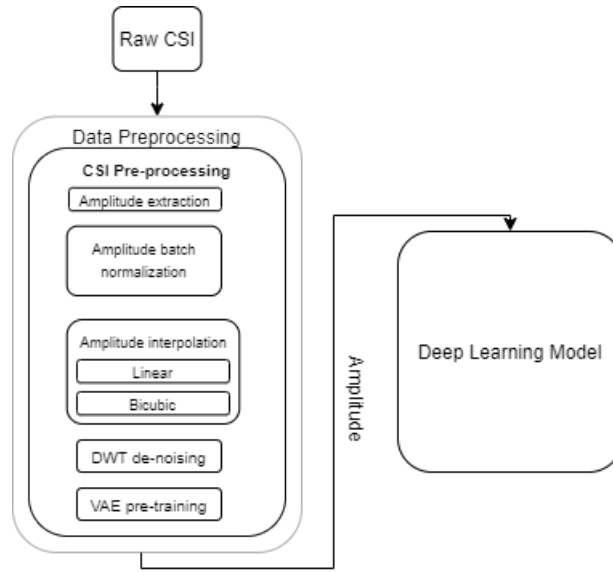 Raw CSI
Data Preprocessing
CSI Pre-processing
Amplitude extraction
Amplitude batch
normalization
Amplitude interpolation
Linear
Bicubic
DWT de-noising
VAE pre-training
Amplitude
Deep Learning Model